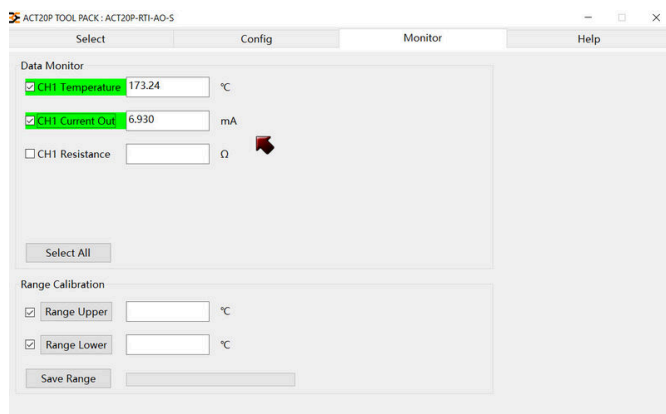 ACT20P TOOL PACK : ACT20P-RTI-AO-S
Select Config Monitor Help
Data Monitor
CH1 Temperature 173.24 ℃
CH1 Current Out 6.930 mA
CH1 Resistance Ω
Select All
Range Calibration
Range Upper ℃
Range Lower ℃
Save Range